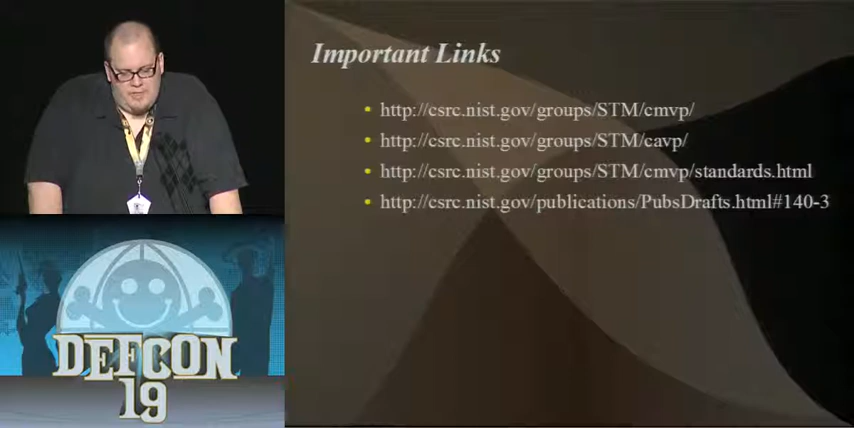 Important Links
http://csrc.nist.gov/groups/STM/cmvp/
http://csrc.nist.gov/groups/STM/cavp/
http://csrc.nist.gov/groups/STM/cmvp/standards.html
http://csrc.nist.gov/publications/PubsDrafts.html#140-3
DEFCON
19